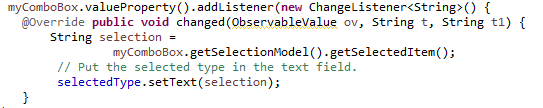 myComboBox.valueProperty().addListener(new ChangeListener<String>() {
@Override public void changed(ObservableValue ov, String t, String t1) {
String selection =
myComboBox.getSelectionModel().getSelectedItem();
// Put the selected type in the text field.
selectedType.setText(selection);
}